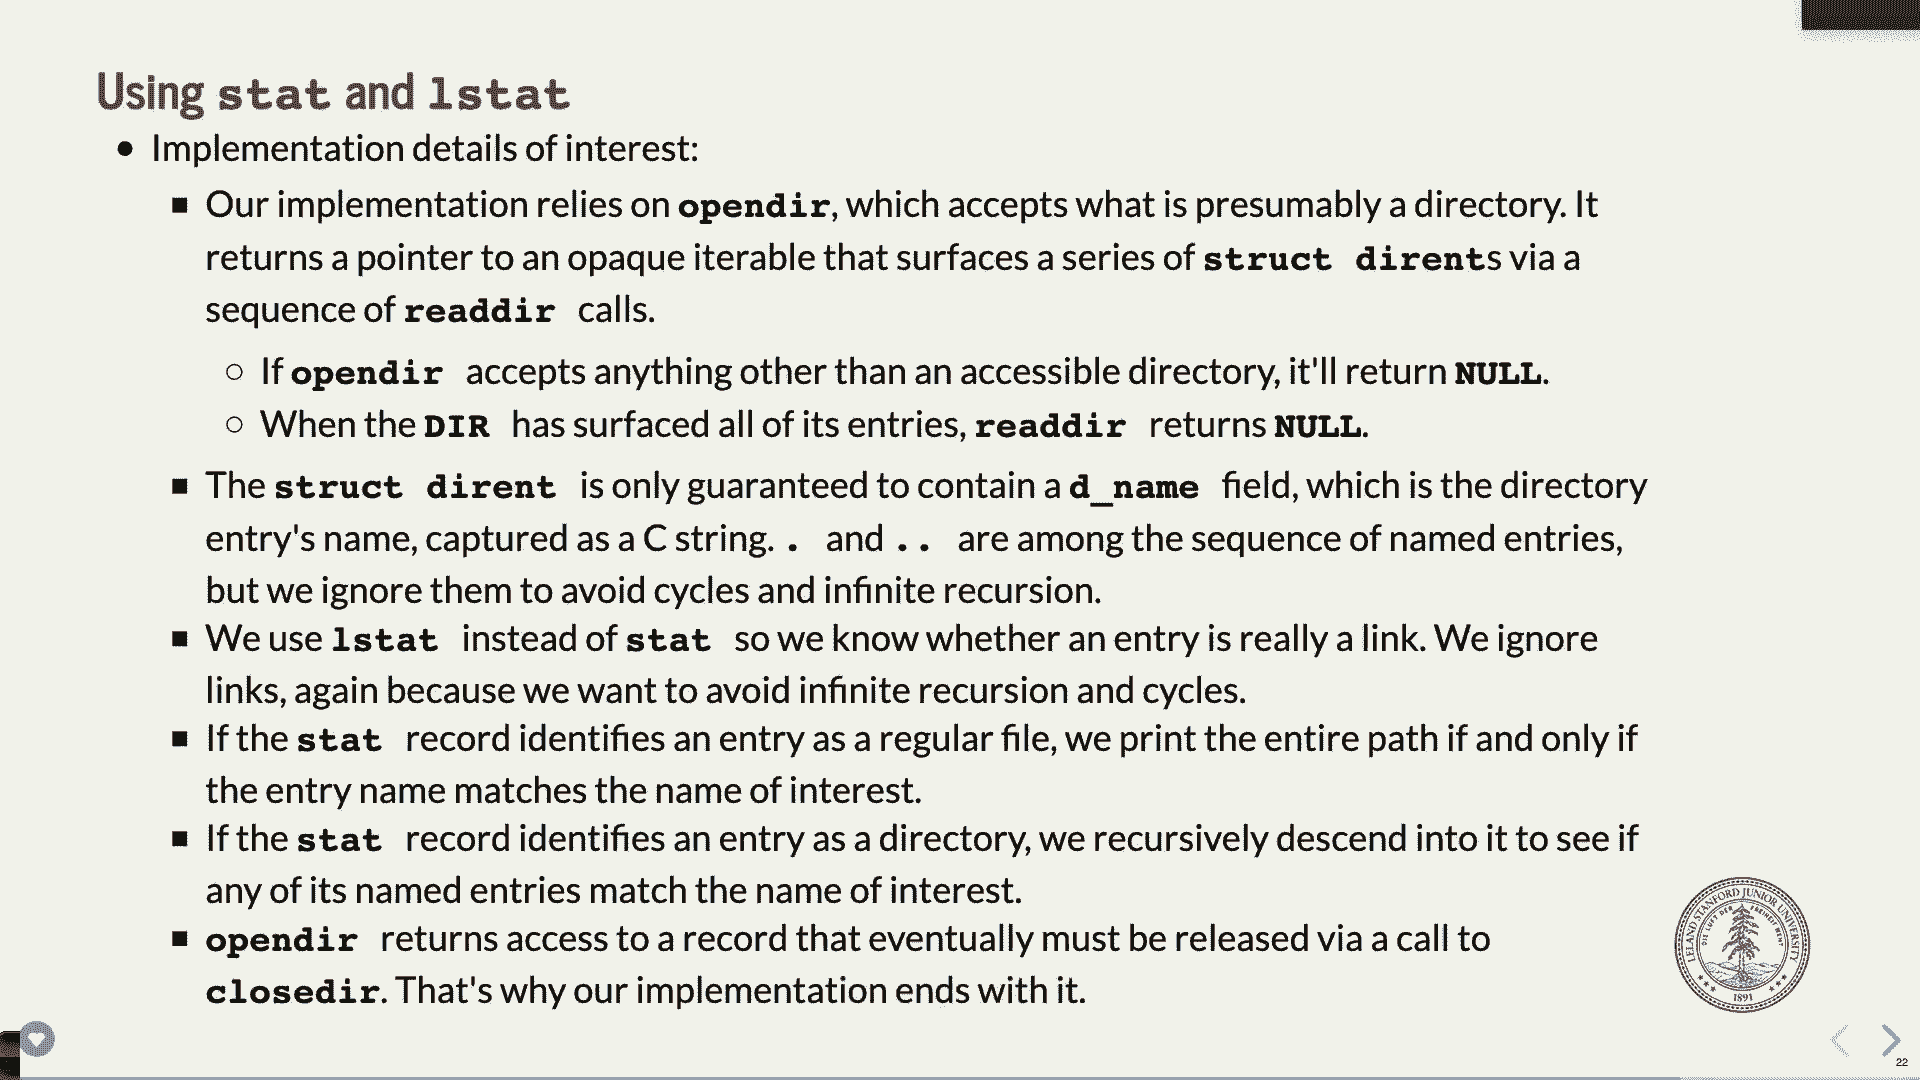 Using stat and lstat
● Implementation details of interest:
■ Our implementation relies on opendir, which accepts what is presumably a directory. It
returns a pointer to an opaque iterable that surfaces a series of struct dirents via a
sequence of readdir calls.
○ If opendir accepts anything other than an accessible directory, it'll return NULL.
○ When the DIR has surfaced all of its entries, readdir returns NULL.
■ The struct dirent is only guaranteed to contain a d_name field, which is the directory
entry's name, captured as a C string. . and .. are among the sequence of named entries,
but we ignore them to avoid cycles and infinite recursion.
■ We use lstat instead of stat so we know whether an entry is really a link. We ignore
links, again because we want to avoid infinite recursion and cycles.
■ If the stat record identifies an entry as a regular file, we print the entire path if and only if
the entry name matches the name of interest.
■ If the stat record identifies an entry as a directory, we recursively descend into it to see if
any of its named entries match the name of interest.
■ opendir returns access to a record that eventually must be released via a call to
closedir. That's why our implementation ends with it.
LELAND STANFORD JUNIOR UNIVERSITY
DIE LUFT DER FREIHEIT WEHT
1891
22